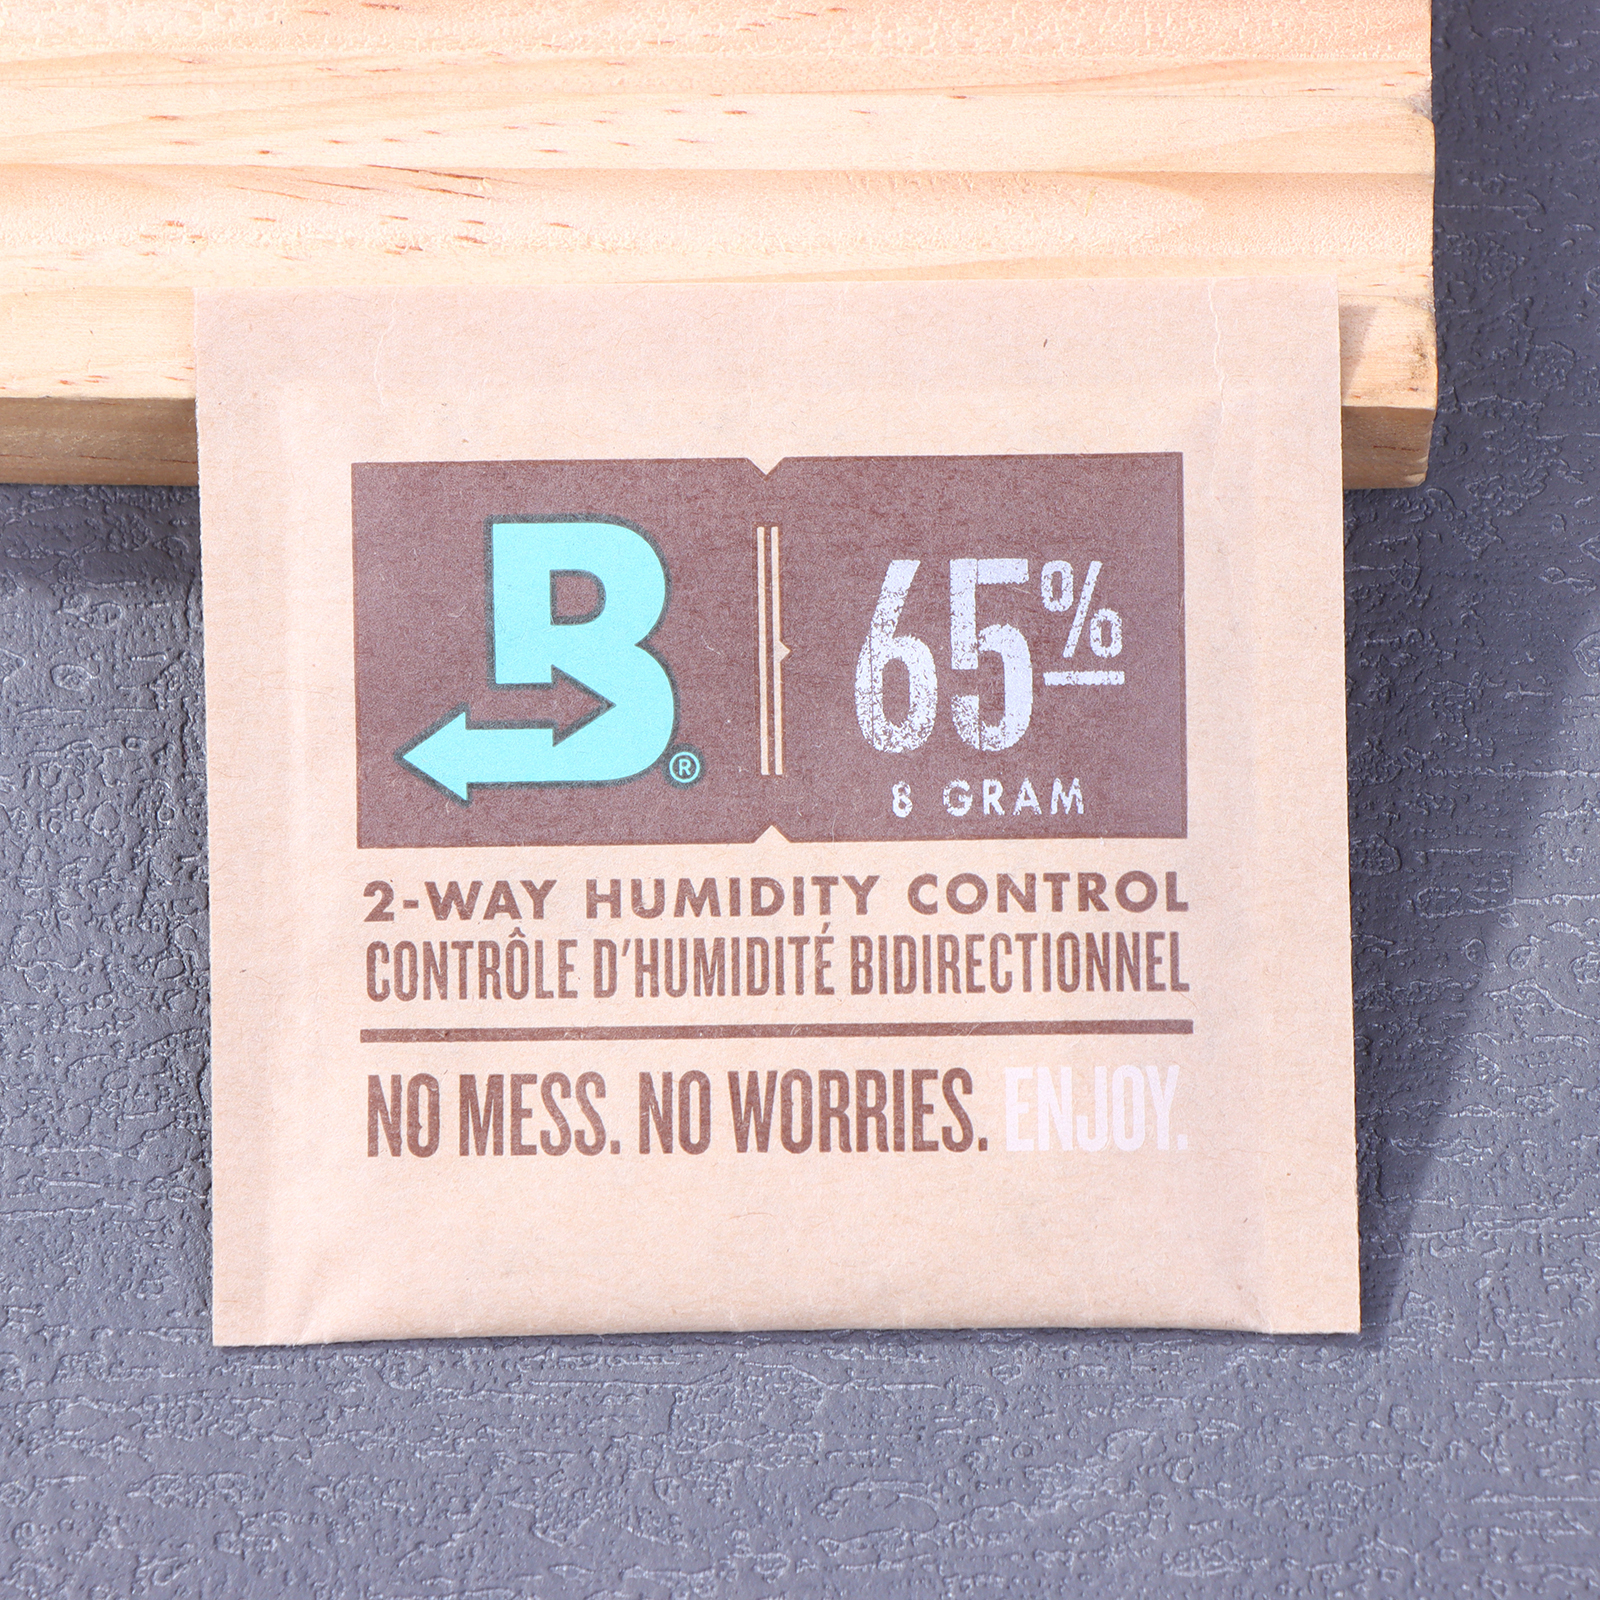 B®
65%
8 GRAM
2-WAY HUMIDITY CONTROL
CONTRÔLE D'HUMIDITÉ BIDIRECTIONNEL
NO MESS. NO WORRIES. ENJOY.